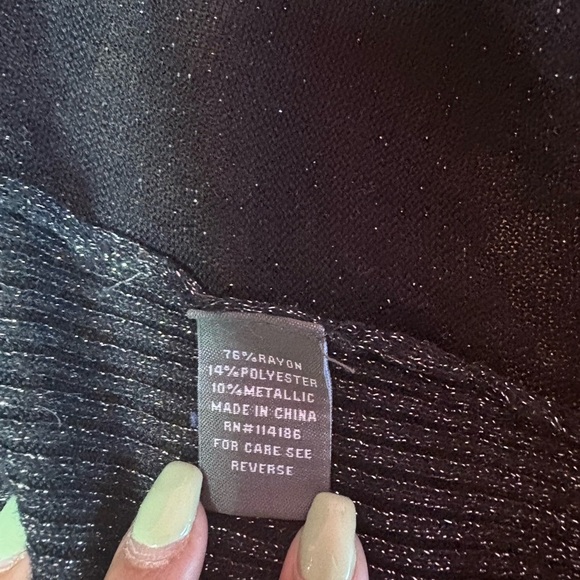 76%RAYON
14%POLYESTER
10%METALLIC
MADE IN CHINA
RN#114186
FOR CARE SEE
REVERSE